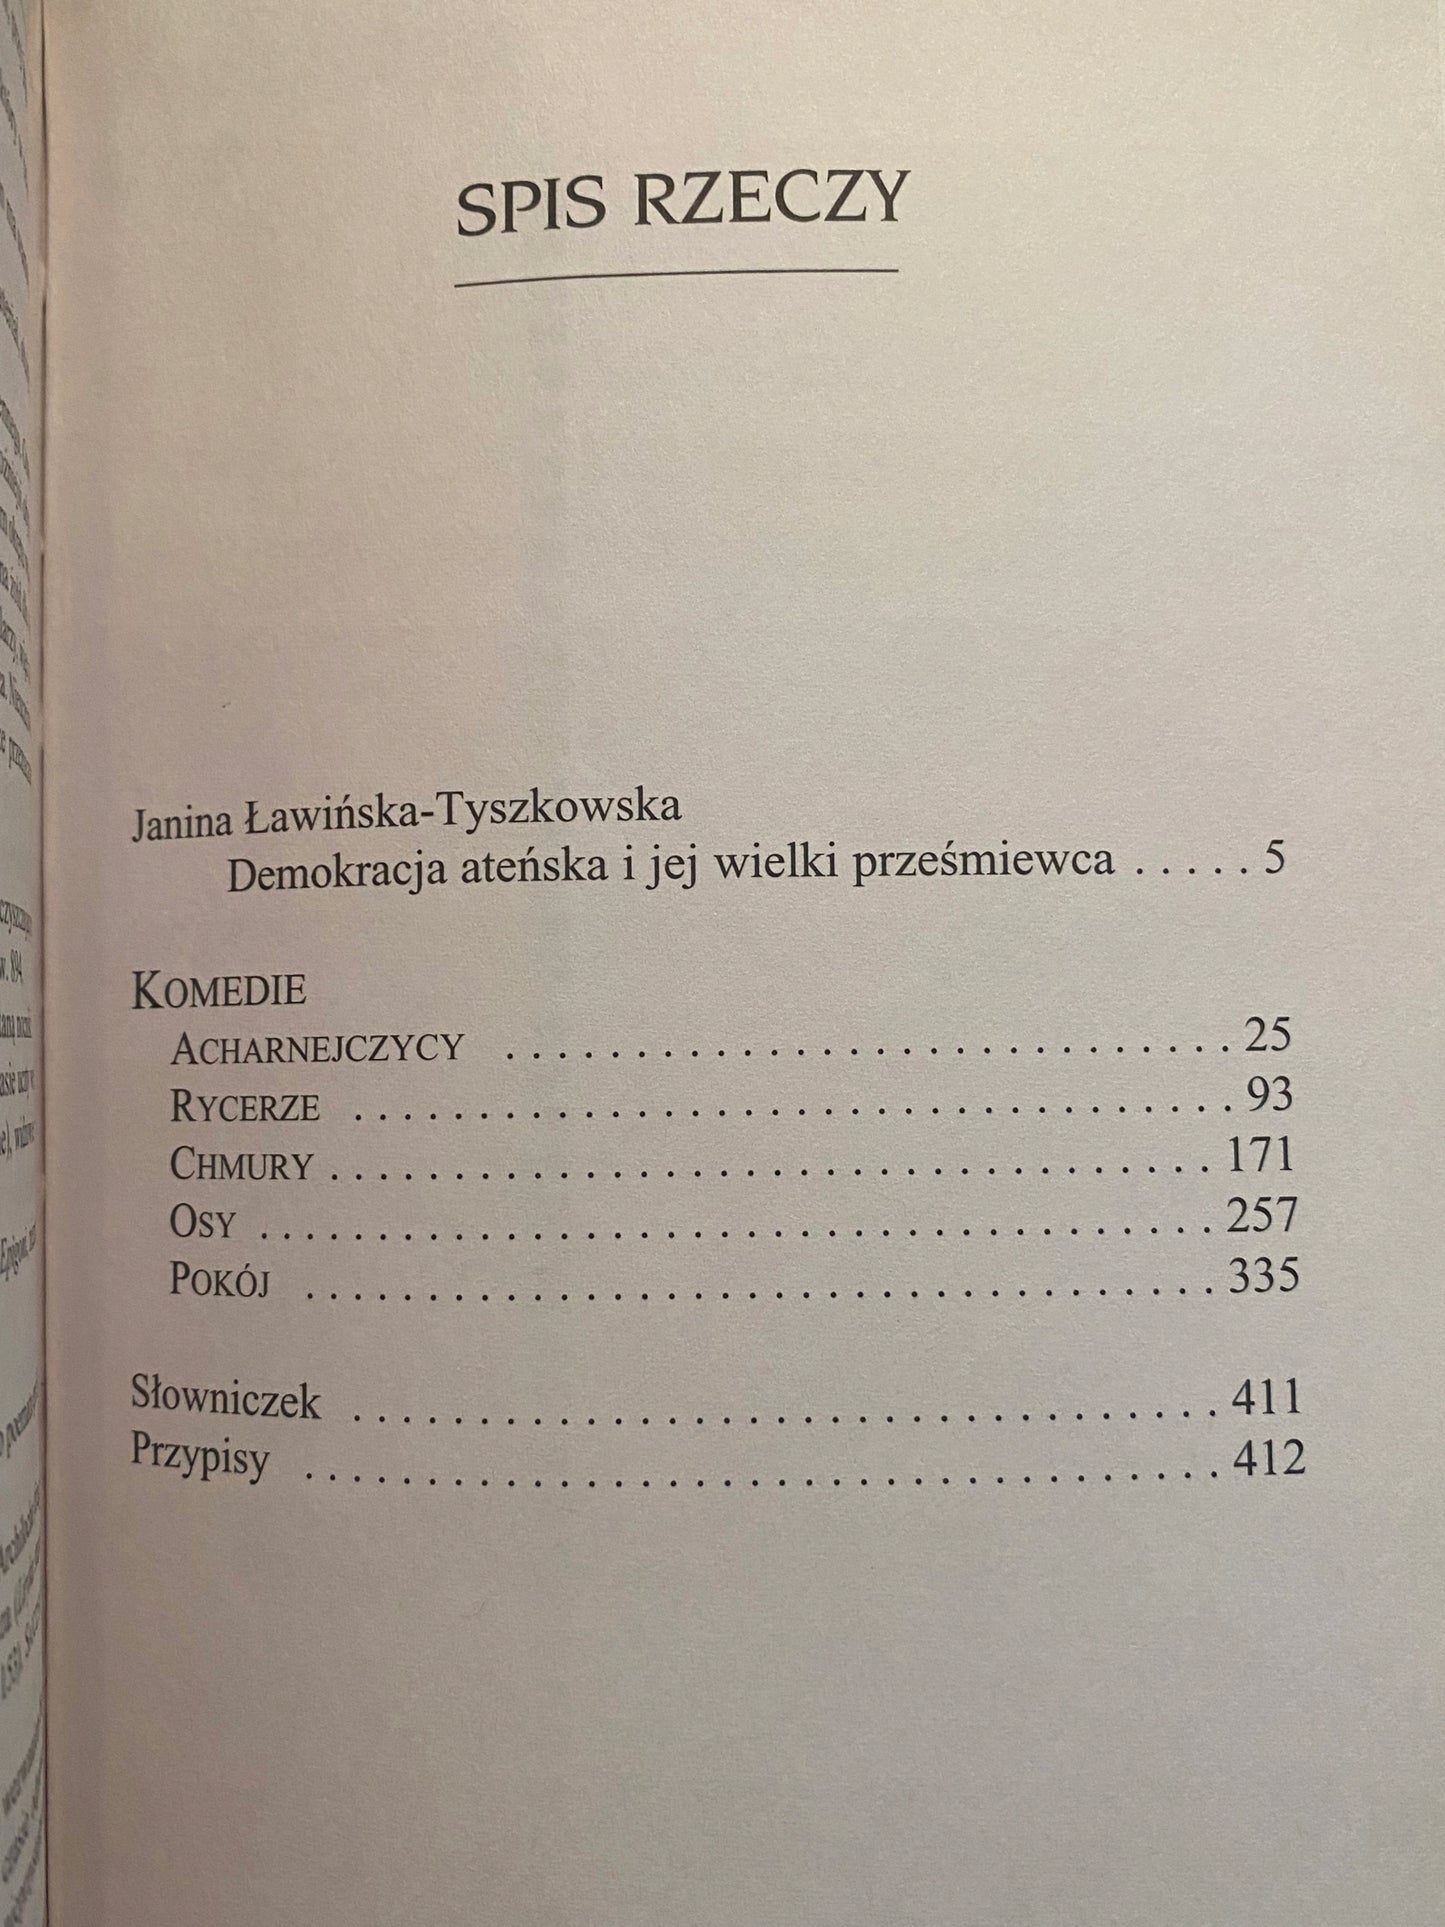 SPIS RZECZY
Janina Ławińska-Tyszkowska
Demokracja ateńska i jej wielki prześmiewca . . . . . 5
KOMEDIE
ACHARNEJCZYCY . . . . . . . . . . . . . . . . . . . . . . . . . . . . . 25
RYCERZE . . . . . . . . . . . . . . . . . . . . . . . . . . . . . . . . . . . 93
CHMURY . . . . . . . . . . . . . . . . . . . . . . . . . . . . . . . . . . . 171
OSY . . . . . . . . . . . . . . . . . . . . . . . . . . . . . . . . . . . . . . 257
POKÓJ . . . . . . . . . . . . . . . . . . . . . . . . . . . . . . . . . . . . 335
Słowniczek . . . . . . . . . . . . . . . . . . . . . . . . . . . . . . . . . . 411
Przypisy . . . . . . . . . . . . . . . . . . . . . . . . . . . . . . . . . . . . 412